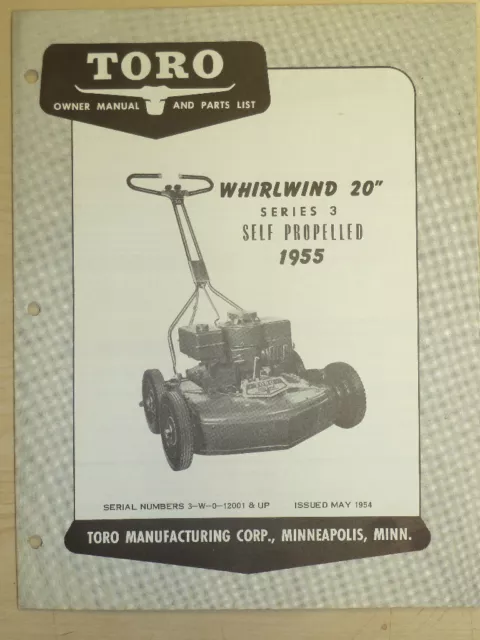 TORO
OWNER MANUAL AND PARTS LIST
WHIRLWIND 20"
SERIES 3
SELF PROPELLED
1955
SERIAL NUMBERS 3-W-0-12001 & UP ISSUED MAY 1954
TORO MANUFACTURING CORP., MINNEAPOLIS, MINN.